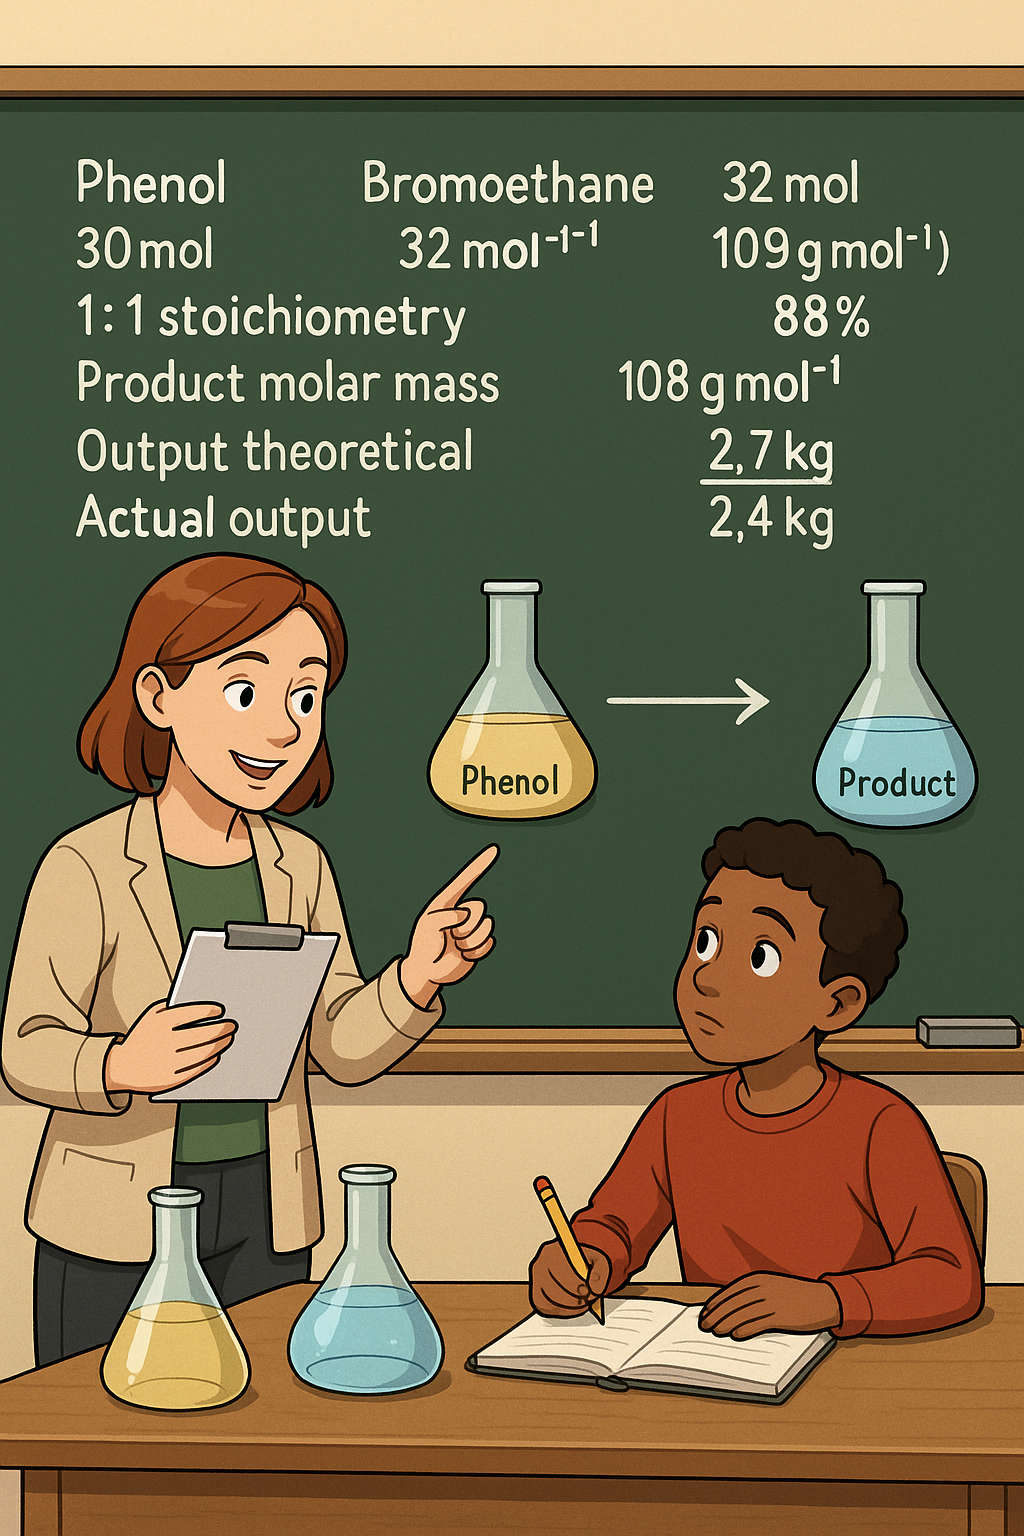 Phenol Bromoethane 32 mol
30 mol 32 mol⁻¹⁻¹ 109 g mol⁻¹)
1:1 stoichiometry 88%
Product molar mass 108 g mol⁻¹
Output theoretical 2,7 kg
Actual output 2,4 kg
Phenol
Product